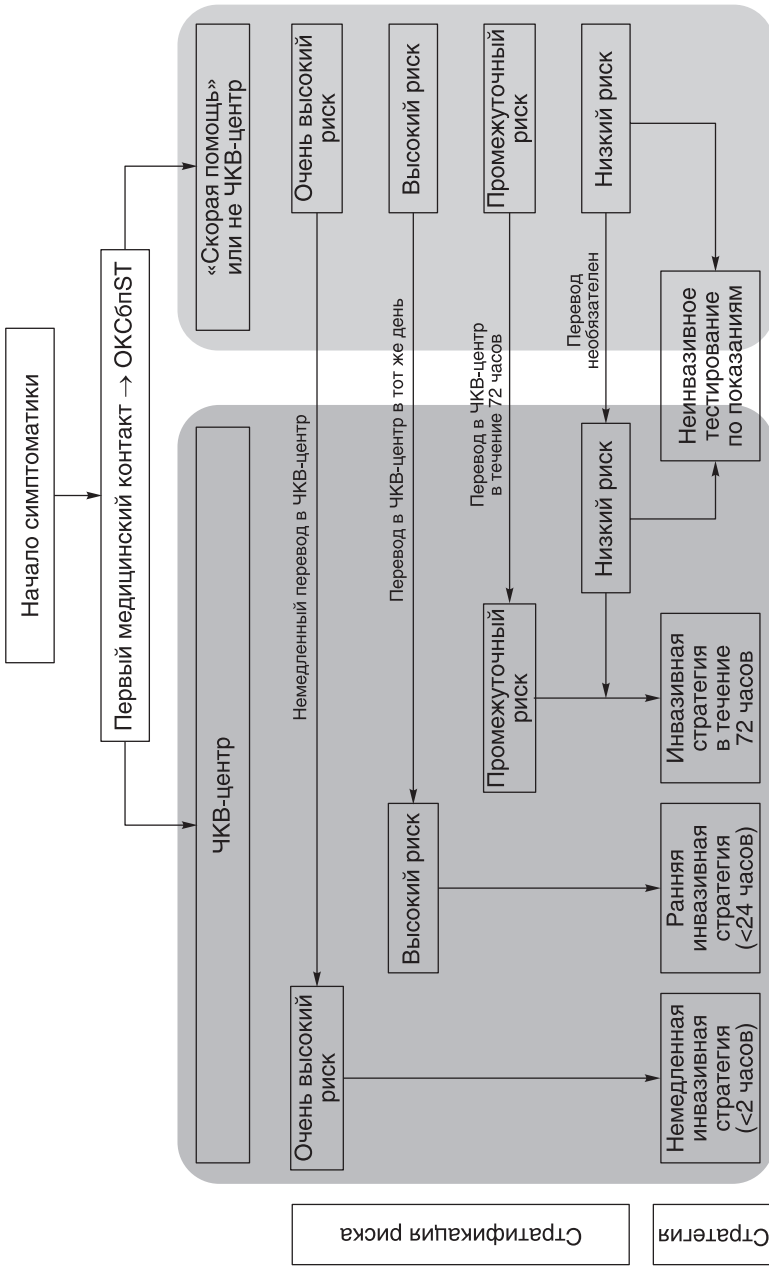 Начало симптоматики
Первый медицинский контакт → ОКСбпST
ЧКВ-центр
«Скорая помощь»
или не ЧКВ-центр
Стратификация риска
Очень высокий
риск
Немедленный перевод в ЧКВ-центр
Очень высокий
риск
Высокий риск
Перевод в ЧКВ-центр в тот же день
Высокий риск
Промежуточный
риск
Перевод в ЧКВ-центр
в течение 72 часов
Промежуточный
риск
Низкий риск
Перевод
необязателен
Низкий риск
Стратегия
Немедленная
инвазивная
стратегия
(<2 часов)
Ранняя
инвазивная
стратегия
(<24 часов)
Инвазивная
стратегия
в течение
72 часов
Неинвазивное
тестирование
по показаниям